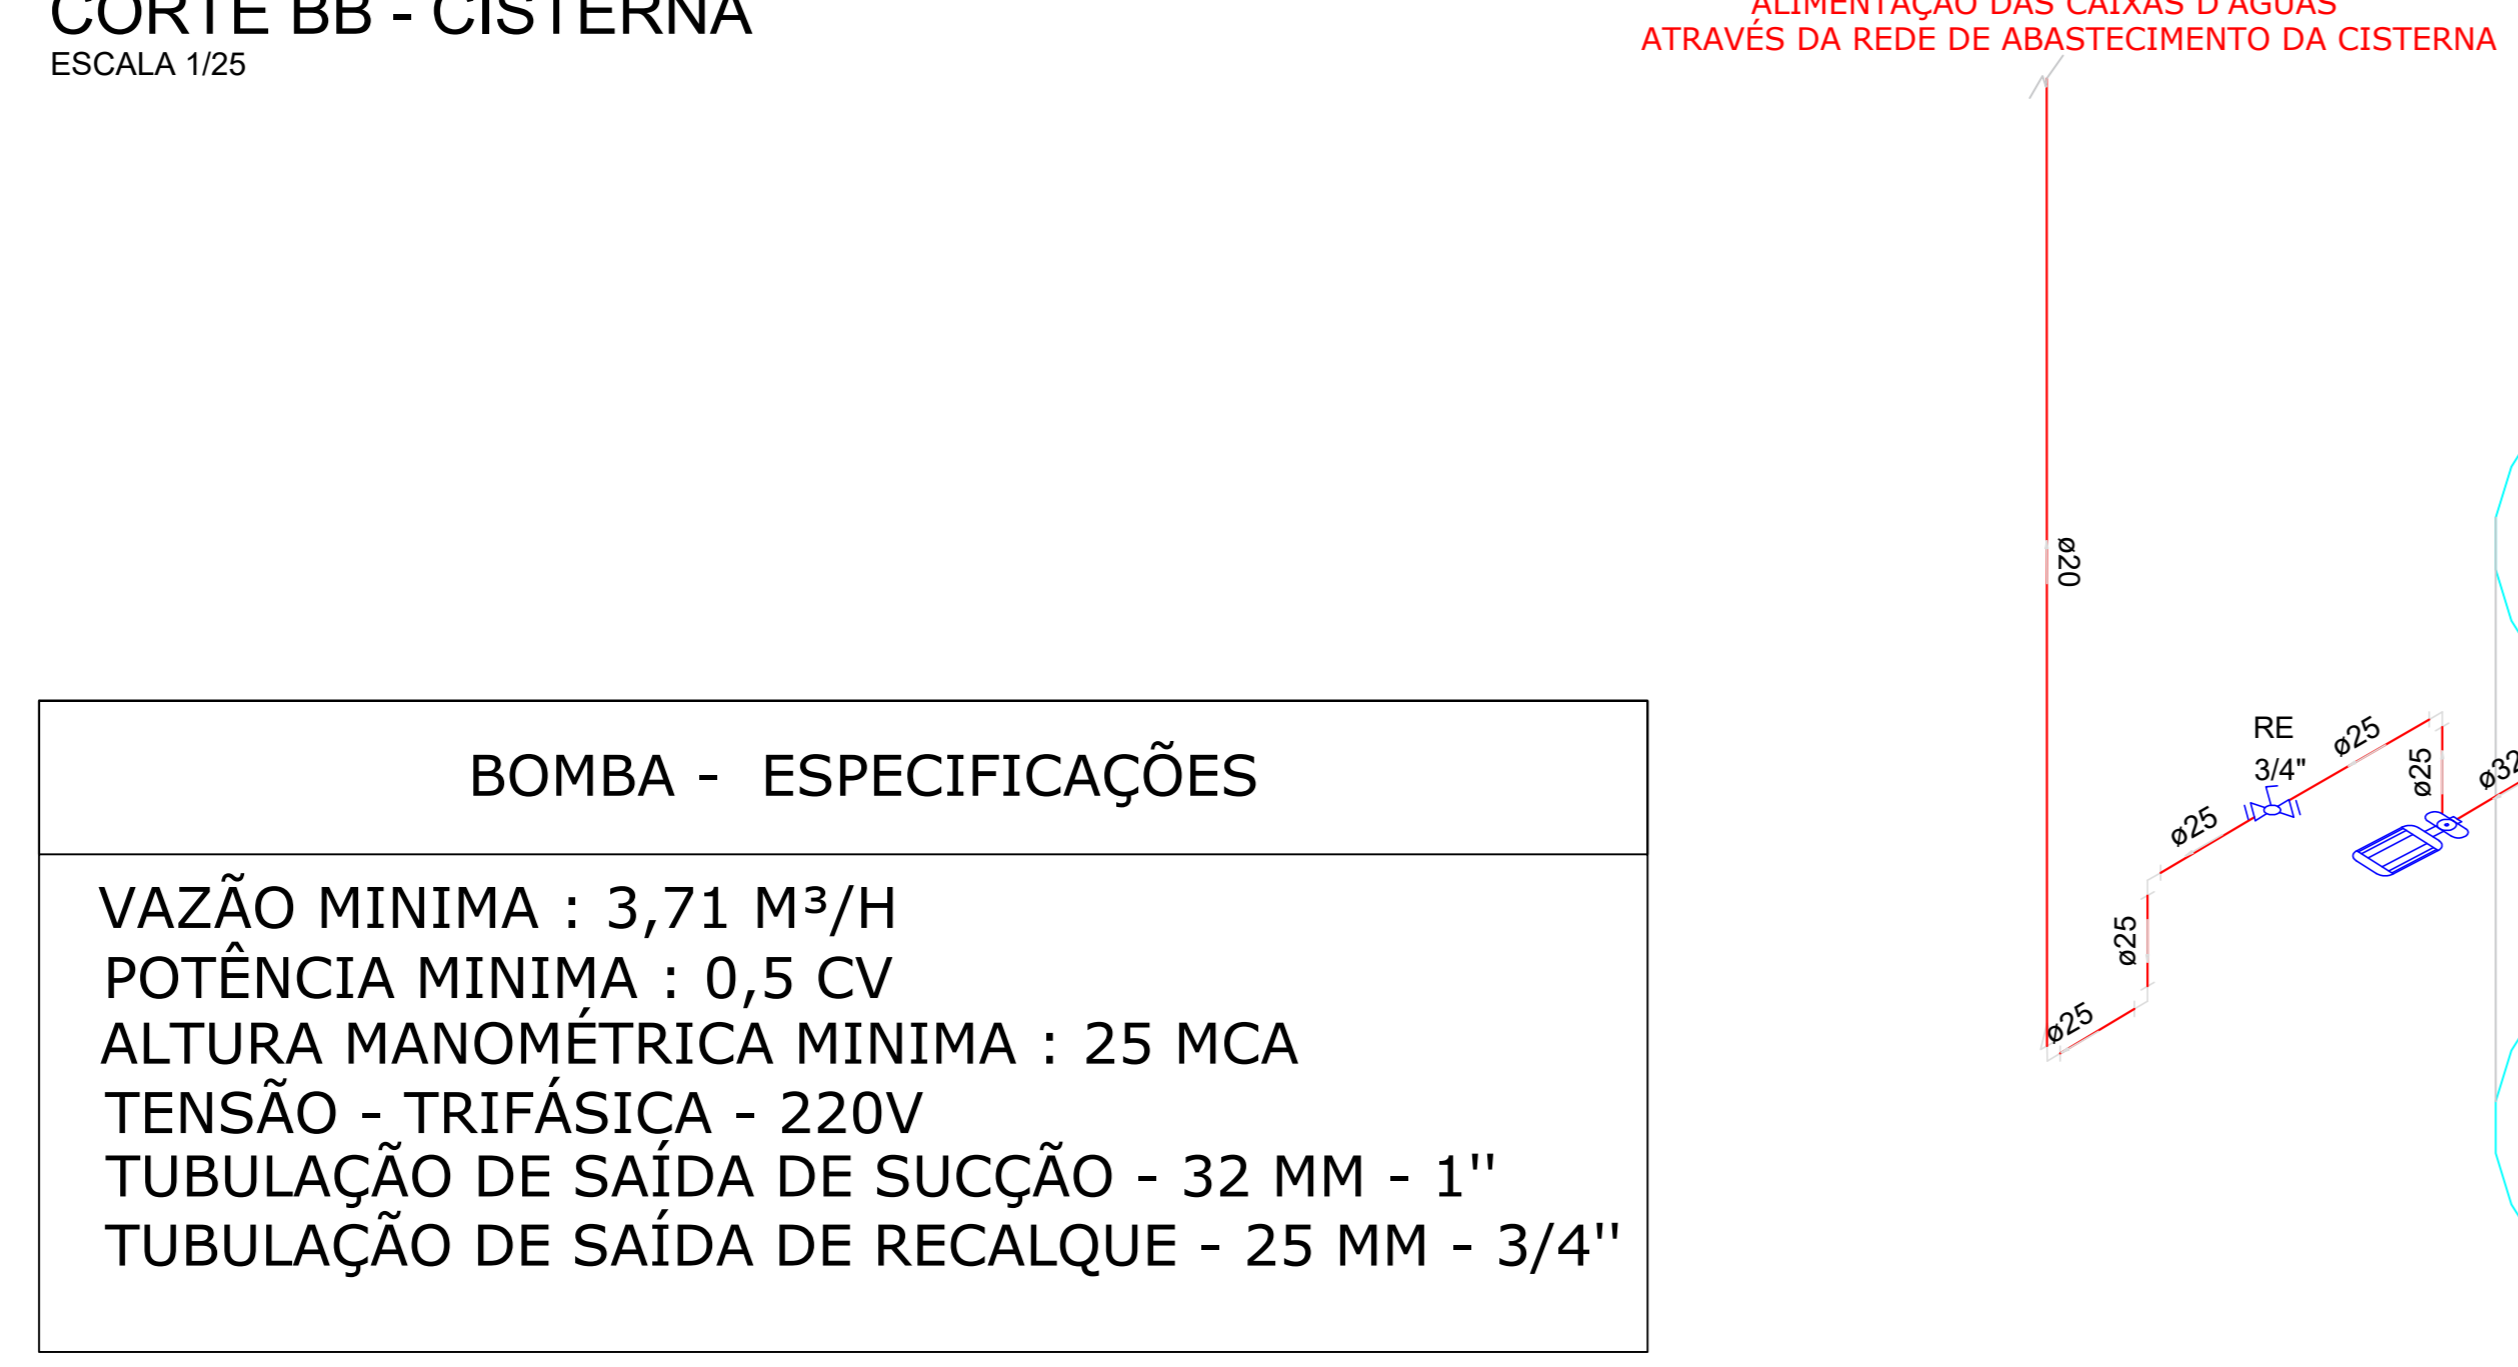 CORTE BB - CISTERNA
ESCALA 1/25
ALIMENTAÇÃO DAS CAIXAS D'ÁGUAS
ATRAVÉS DA REDE DE ABASTECIMENTO DA CISTERNA
ø20
RE
3/4"
ø25
ø25
ø32
ø25
ø25
ø25
BOMBA - ESPECIFICAÇÕES
VAZÃO MINIMA : 3,71 M³/H
POTÊNCIA MINIMA : 0,5 CV
ALTURA MANOMÉTRICA MINIMA : 25 MCA
TENSÃO - TRIFÁSICA - 220V
TUBULAÇÃO DE SAÍDA DE SUCÇÃO - 32 MM - 1''
TUBULAÇÃO DE SAÍDA DE RECALQUE - 25 MM - 3/4''